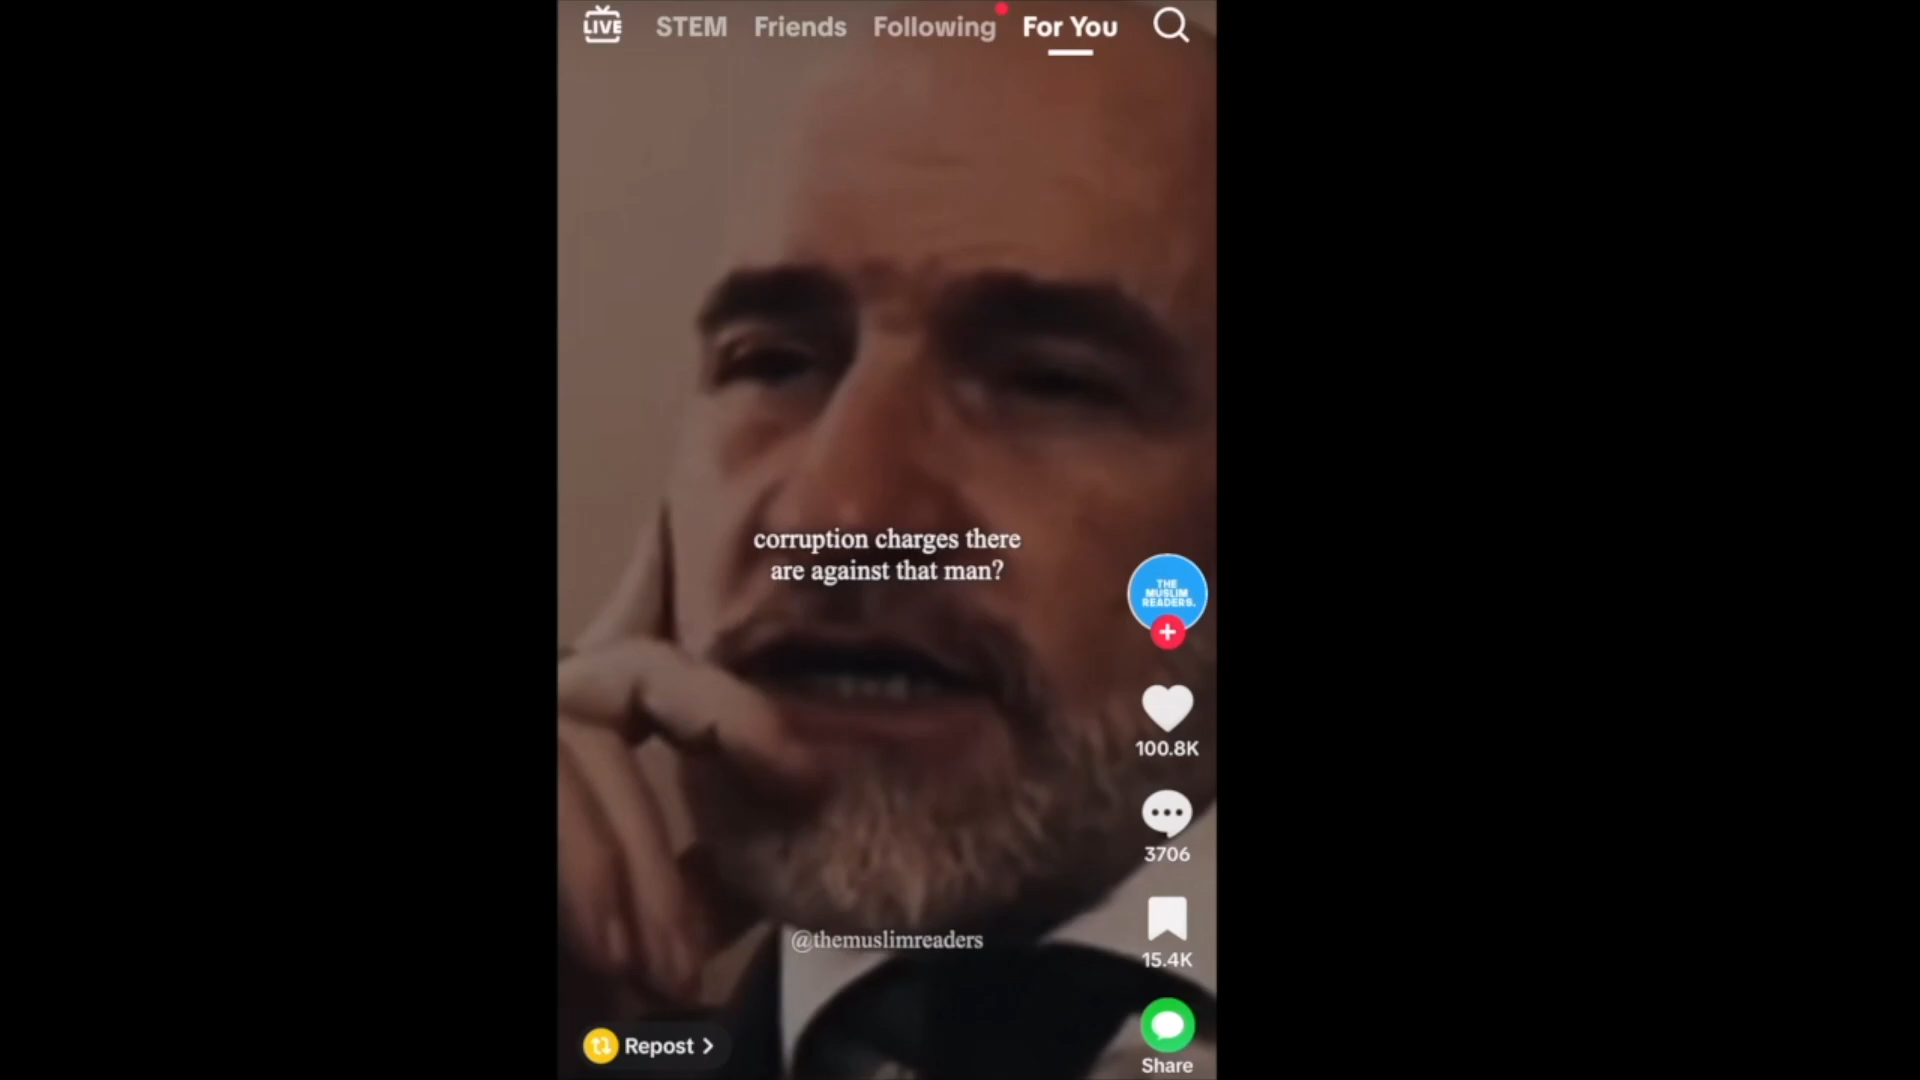 LIVE STEM Friends Following For You
corruption charges there
are against that man?
THE
MUSLIM
READERS.
100.8K
3706
@themuslimreaders
15.4K
Repost
Share